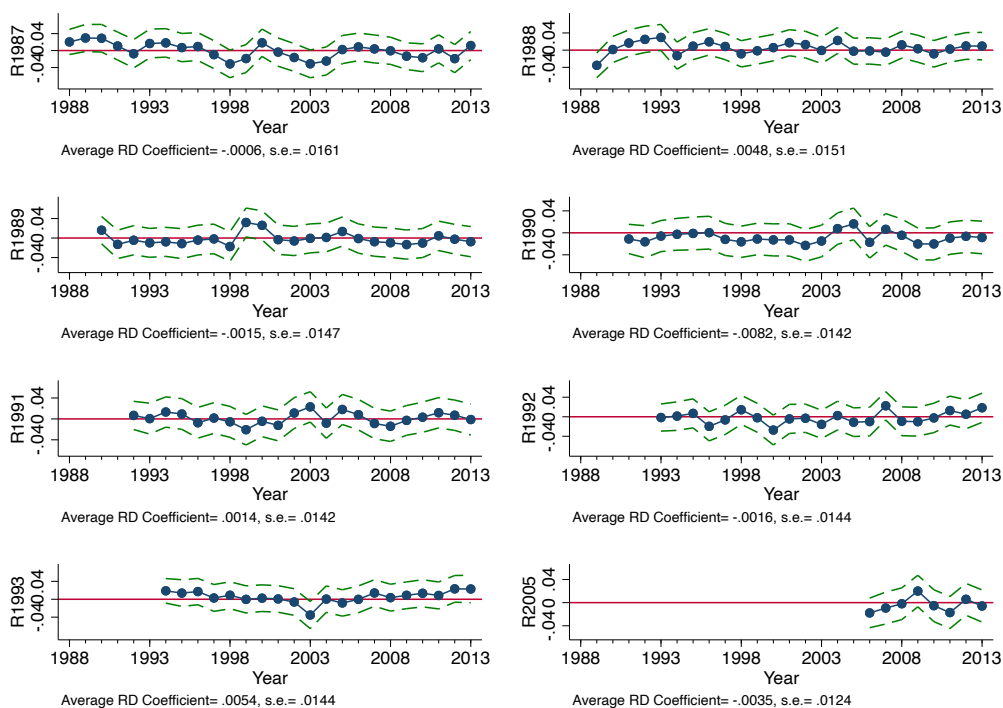 R1987
-.04 0 .04
1988 1993 1998 2003 2008 2013
Year
Average RD Coefficient= -.0006, s.e.= .0161
R1988
-.04 0 .04
1988 1993 1998 2003 2008 2013
Year
Average RD Coefficient= .0048, s.e.= .0151
R1989
-.04 0 .04
1988 1993 1998 2003 2008 2013
Year
Average RD Coefficient= -.0015, s.e.= .0147
R1990
-.04 0 .04
1988 1993 1998 2003 2008 2013
Year
Average RD Coefficient= -.0082, s.e.= .0142
R1991
-.04 0 .04
1988 1993 1998 2003 2008 2013
Year
Average RD Coefficient= .0014, s.e.= .0142
R1992
-.04 0 .04
1988 1993 1998 2003 2008 2013
Year
Average RD Coefficient= -.0016, s.e.= .0144
R1993
-.04 0 .04
1988 1993 1998 2003 2008 2013
Year
Average RD Coefficient= .0054, s.e.= .0144
R2005
-.04 0 .04
1988 1993 1998 2003 2008 2013
Year
Average RD Coefficient= -.0035, s.e.= .0124